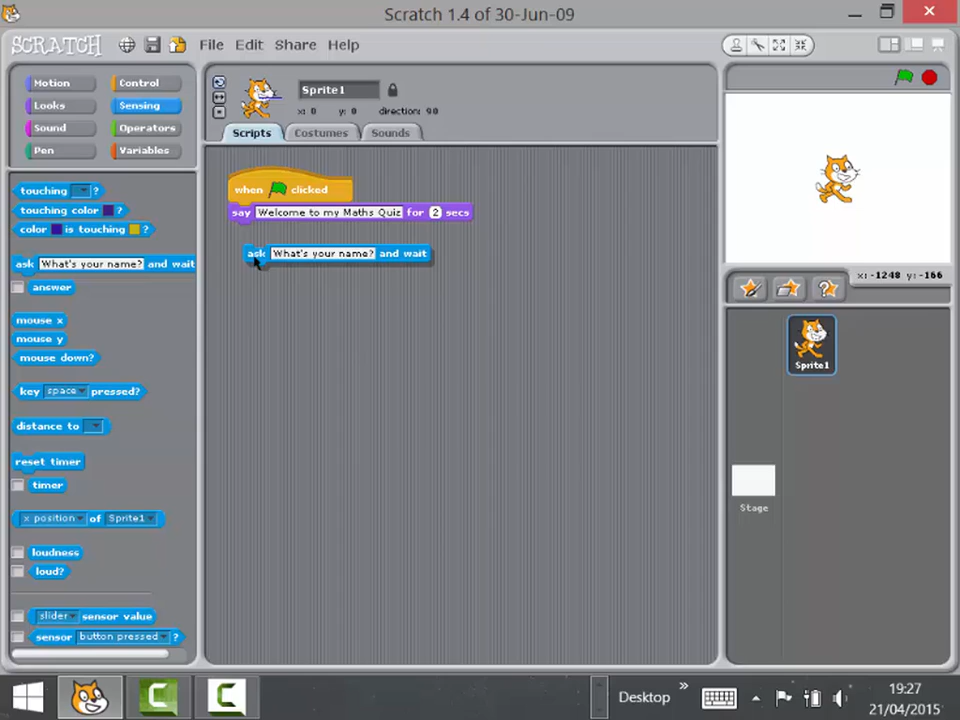 Scratch 1.4 of 30-Jun-09
SCRATCH File Edit Share Help
Motion Control
Looks Sensing
Sound Operators
Pen Variables
Sprite1
x: 0 y: 0 direction: 90
Scripts Costumes Sounds
touching ?
touching color ?
color is touching ?
ask What's your name? and wait
answer
mouse x
mouse y
mouse down?
key space pressed?
distance to
reset timer
timer
x position of Sprite1
loudness
loud?
slider sensor value
sensor button pressed ?
when clicked
say Welcome to my Maths Quiz for 2 secs
ask What's your name? and wait
x: -1248 y: -166
Sprite1
Stage
Desktop
19:27
21/04/2015